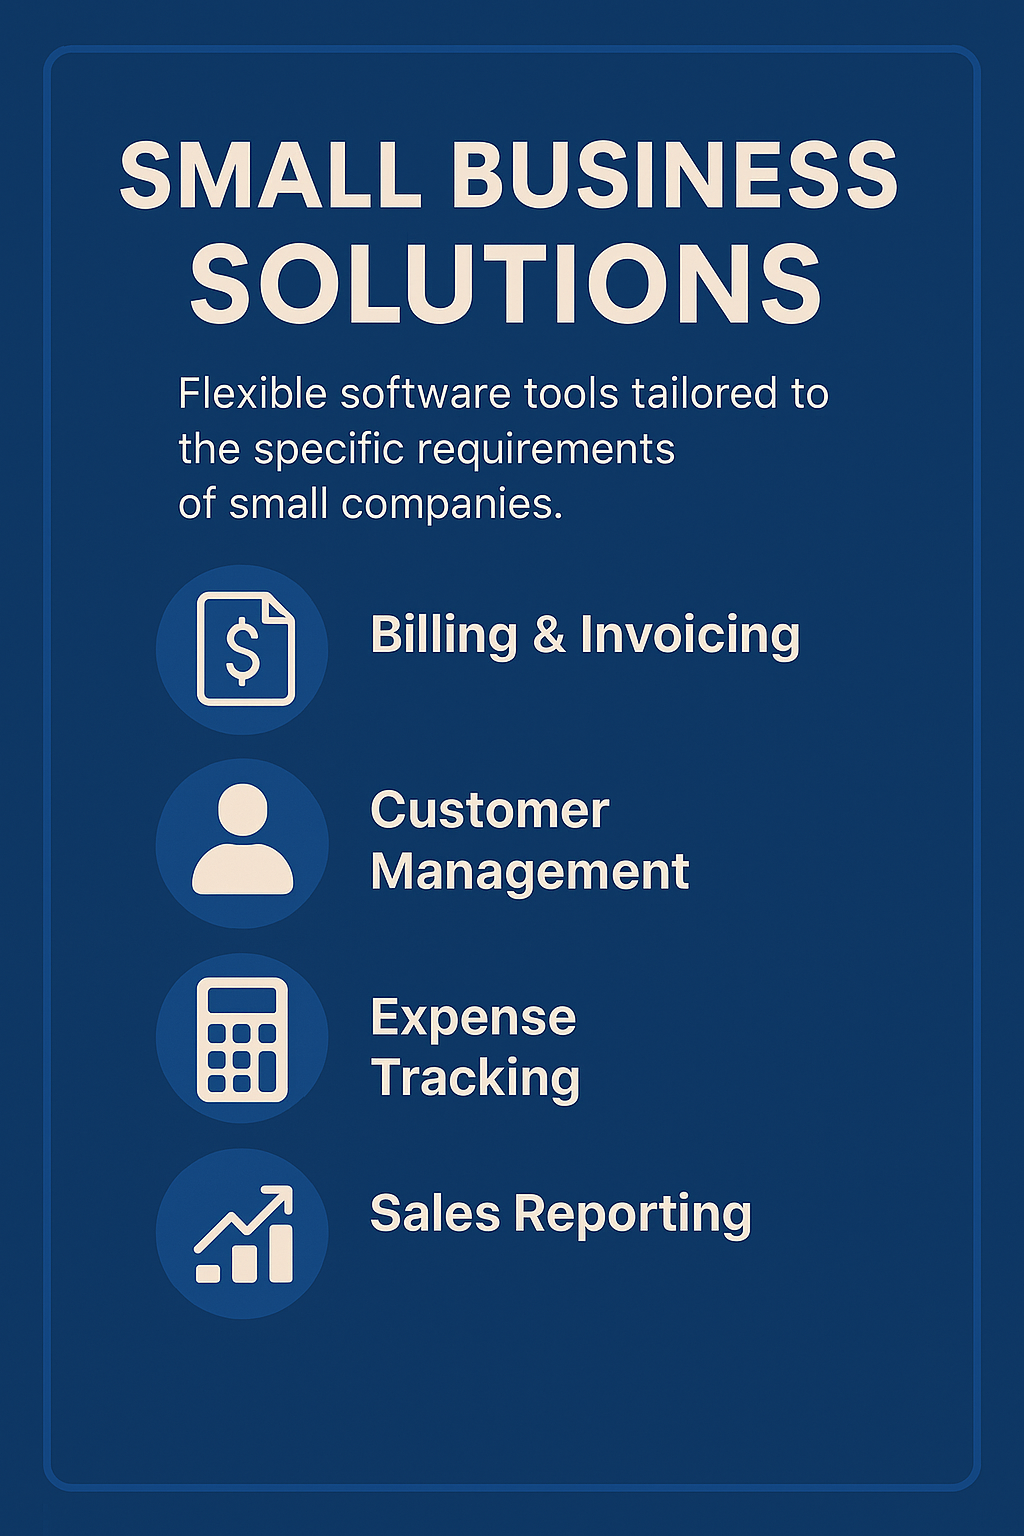 SMALL BUSINESS
SOLUTIONS
Flexible software tools tailored to
the specific requirements
of small companies.
$
Billing & Invoicing
Customer
Management
Expense
Tracking
Sales Reporting